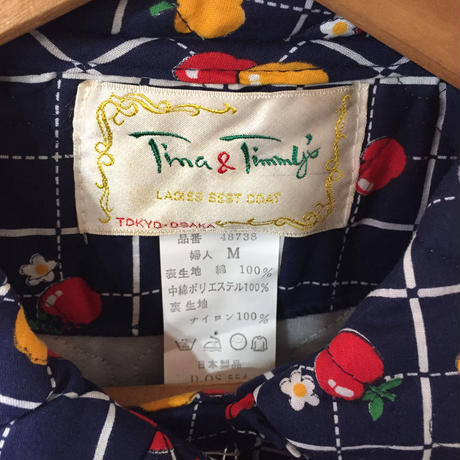 Tina & Timmy's
LADIES BEST COAT
TOKYO·OSAKA
品番 48738
婦人 M
表生地 綿 100%
中綿ポリエステル100%
裏生地
ナイロン100%
日本製品